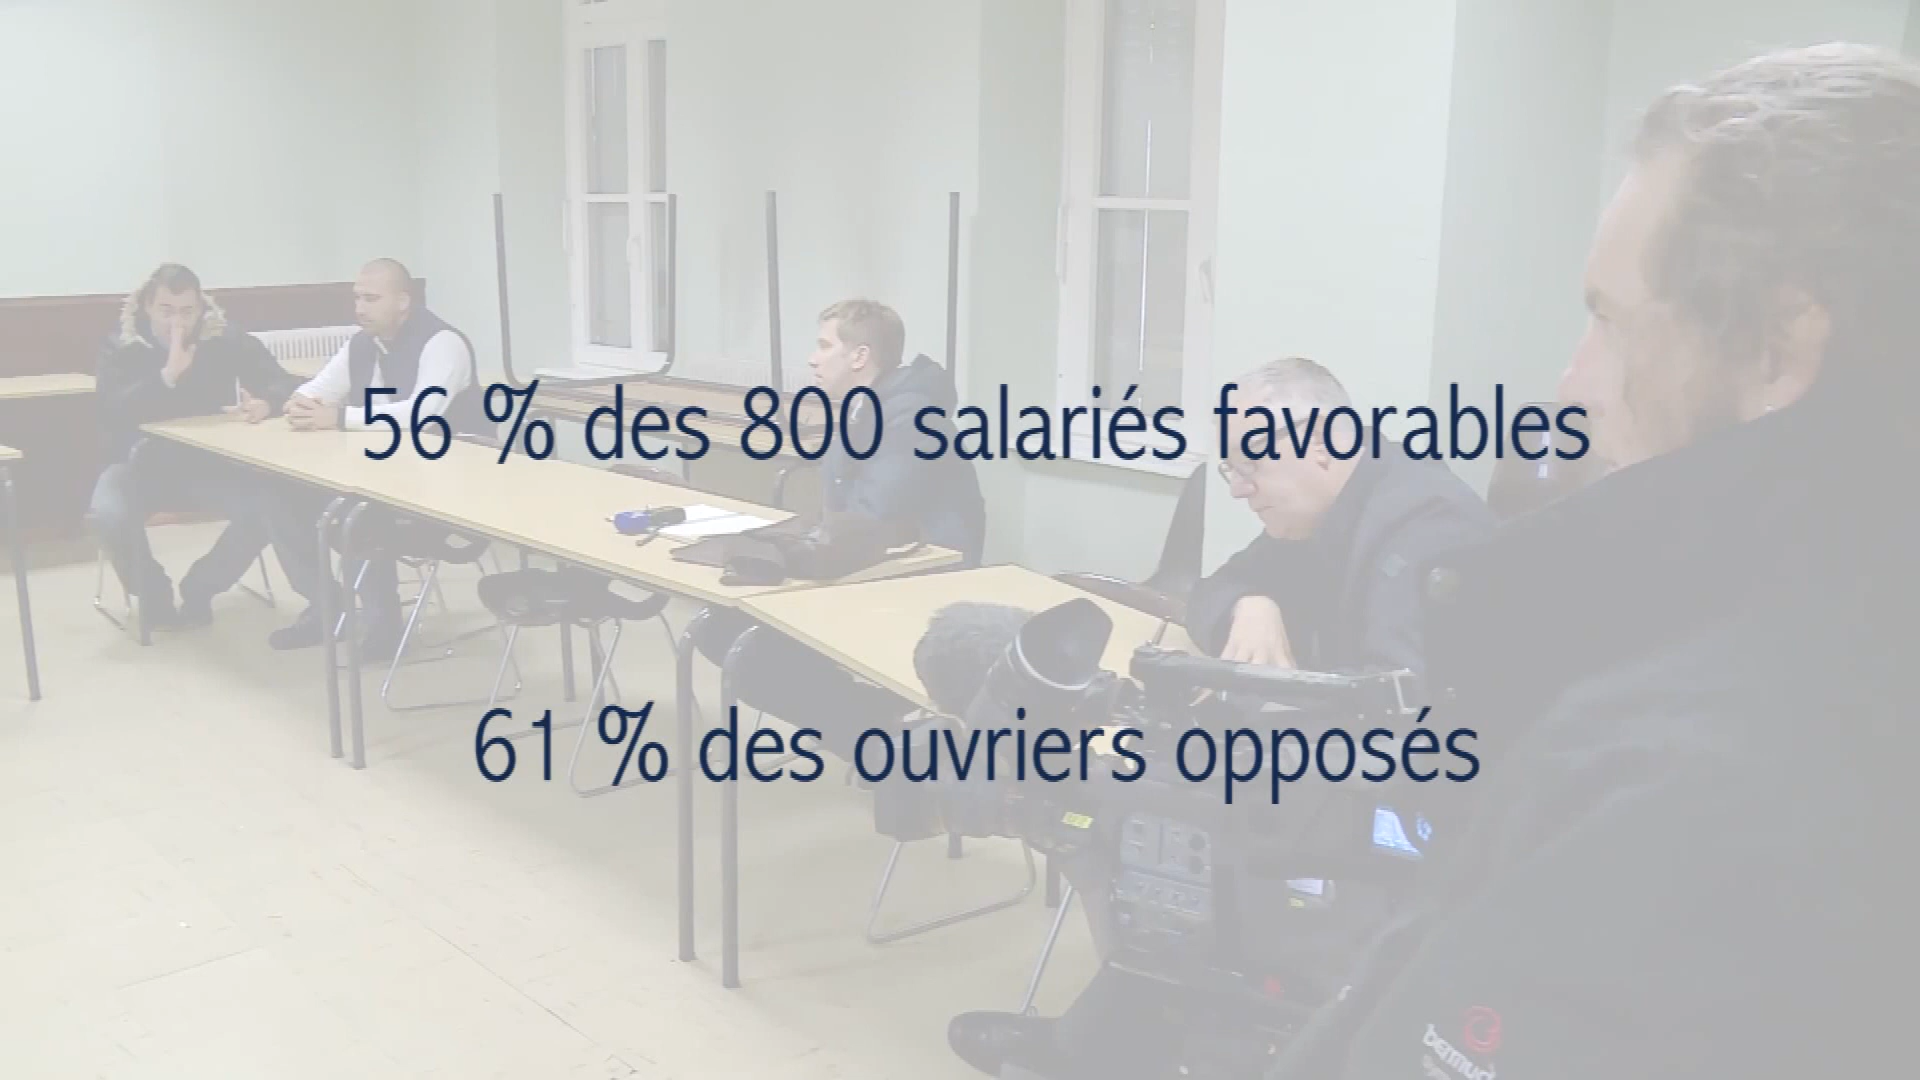 56 % des 800 salariés favorables
61 % des ouvriers opposés